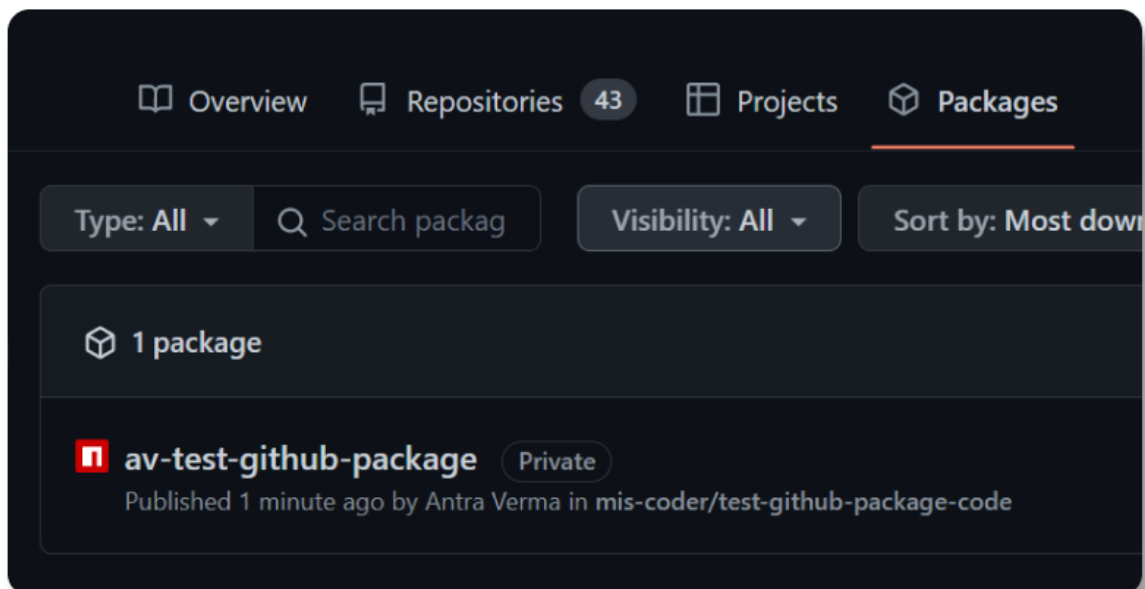 Overview Repositories 43 Projects Packages
Type: All Search packag Visibility: All Sort by: Most
1 package
av-test-github-package Private
Published 1 minute ago by Antra Verma in mis-coder/test-github-package-code